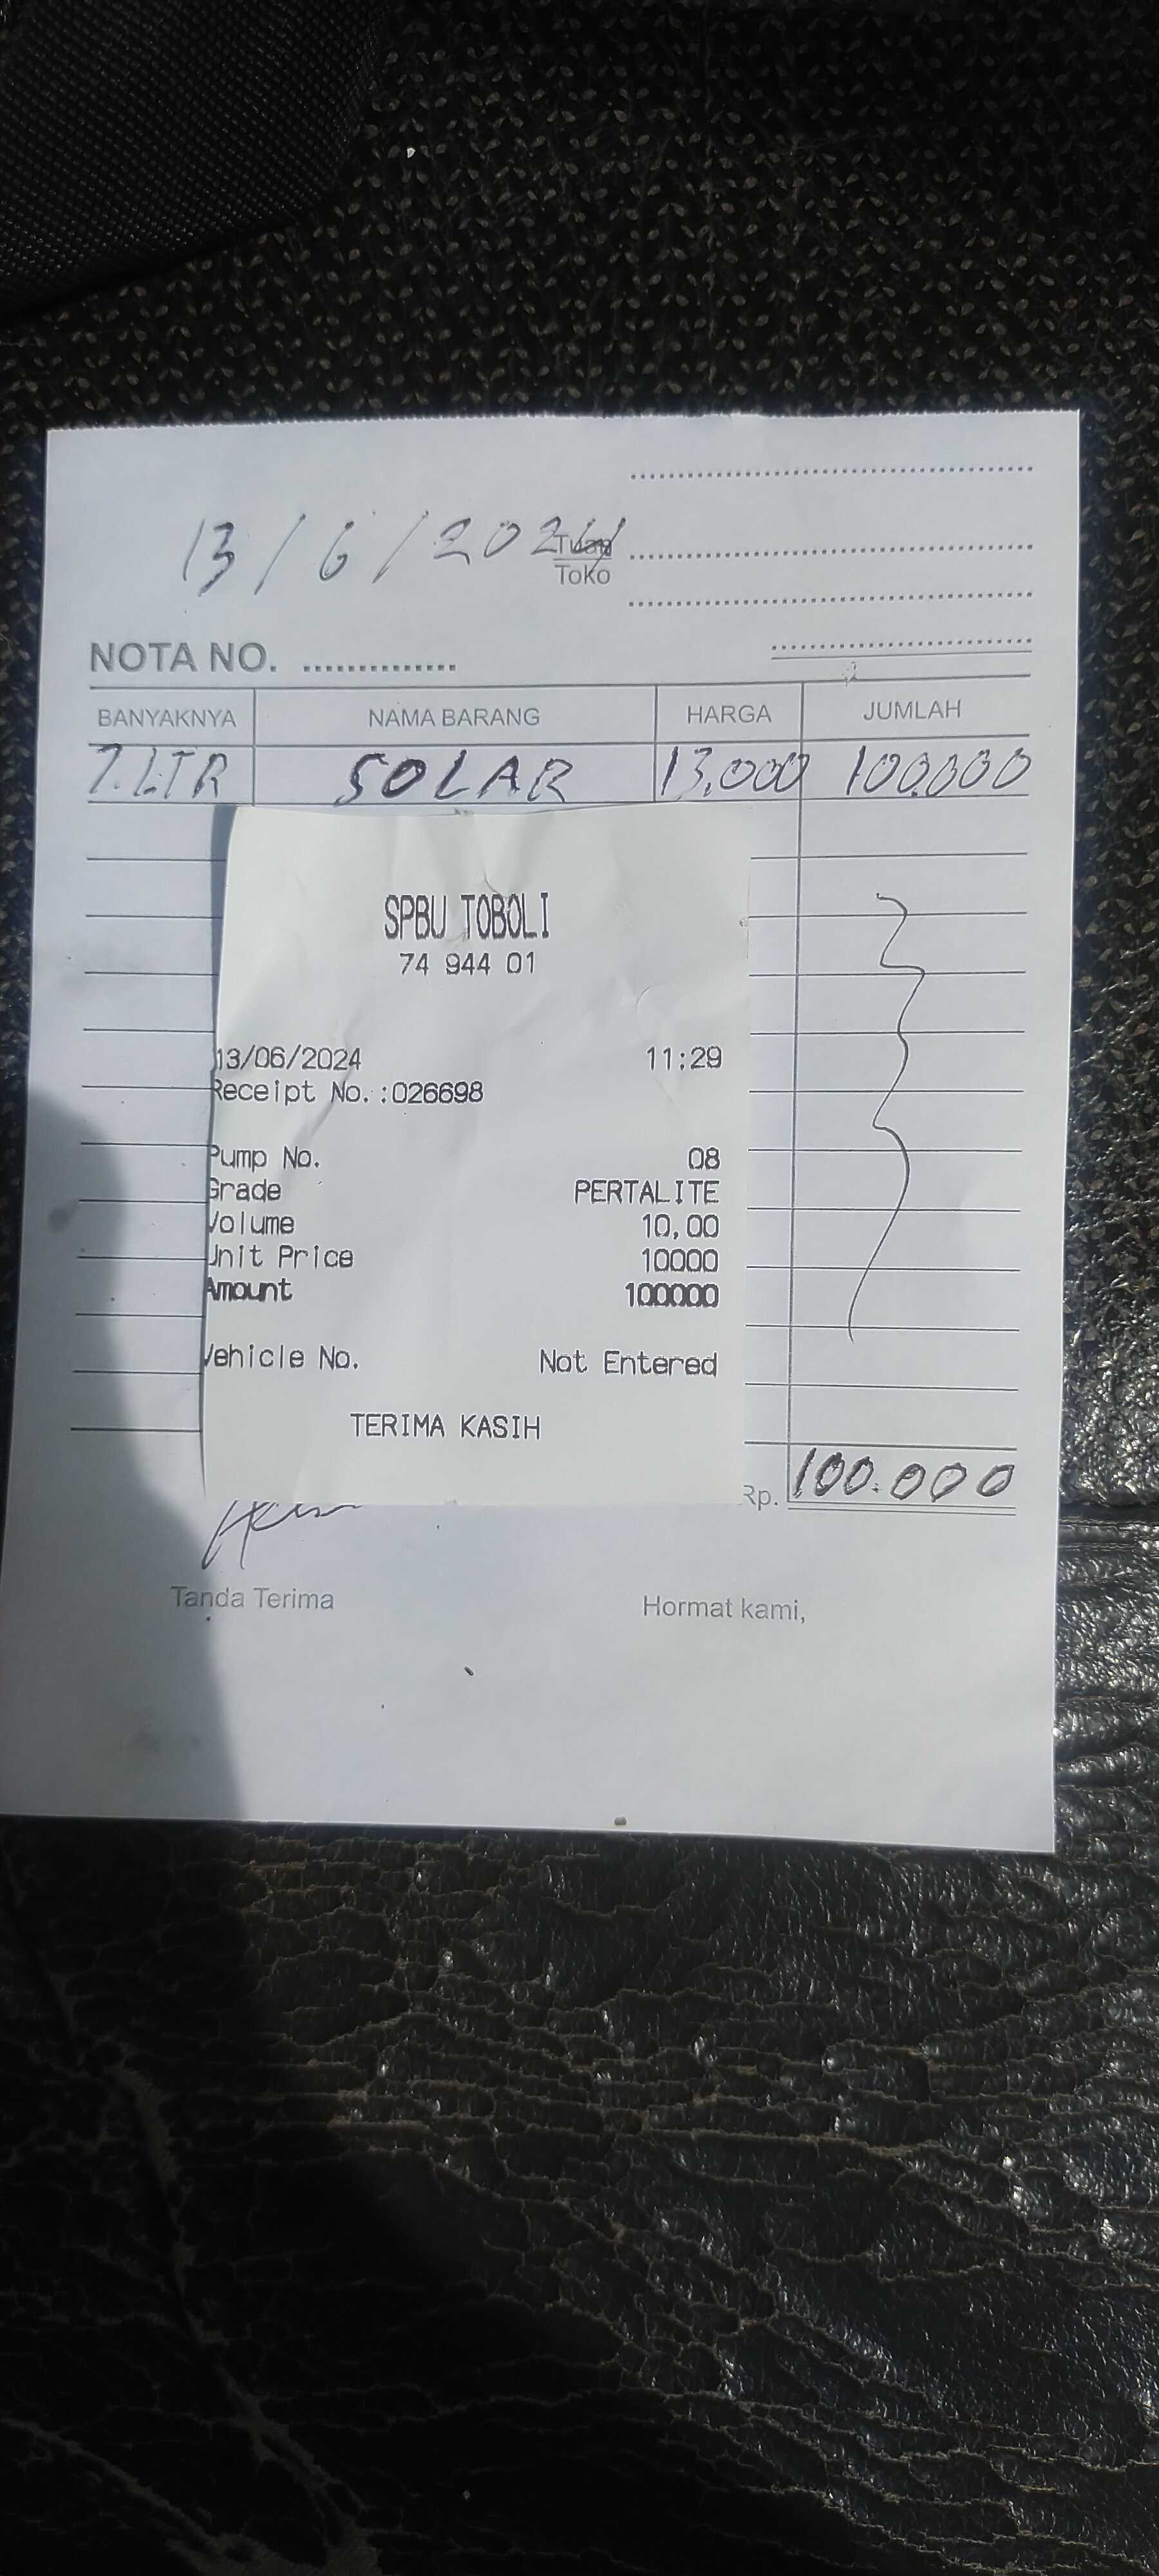 13/6/2024
Tuan
Toko
NOTA NO. ...............
BANYAKNYA NAMA BARANG HARGA JUMLAH
7.LTR SOLAR 13.000 100.000
SPBU TOBOLI
74 944 01
13/06/2024 11:29
Receipt No.:026698
Pump No. 08
Grade PERTALITE
Volume 10,00
Unit Price 10000
Amount 100000
Vehicle No. Not Entered
TERIMA KASIH
Rp. 100.000
Tanda Terima Hormat kami,